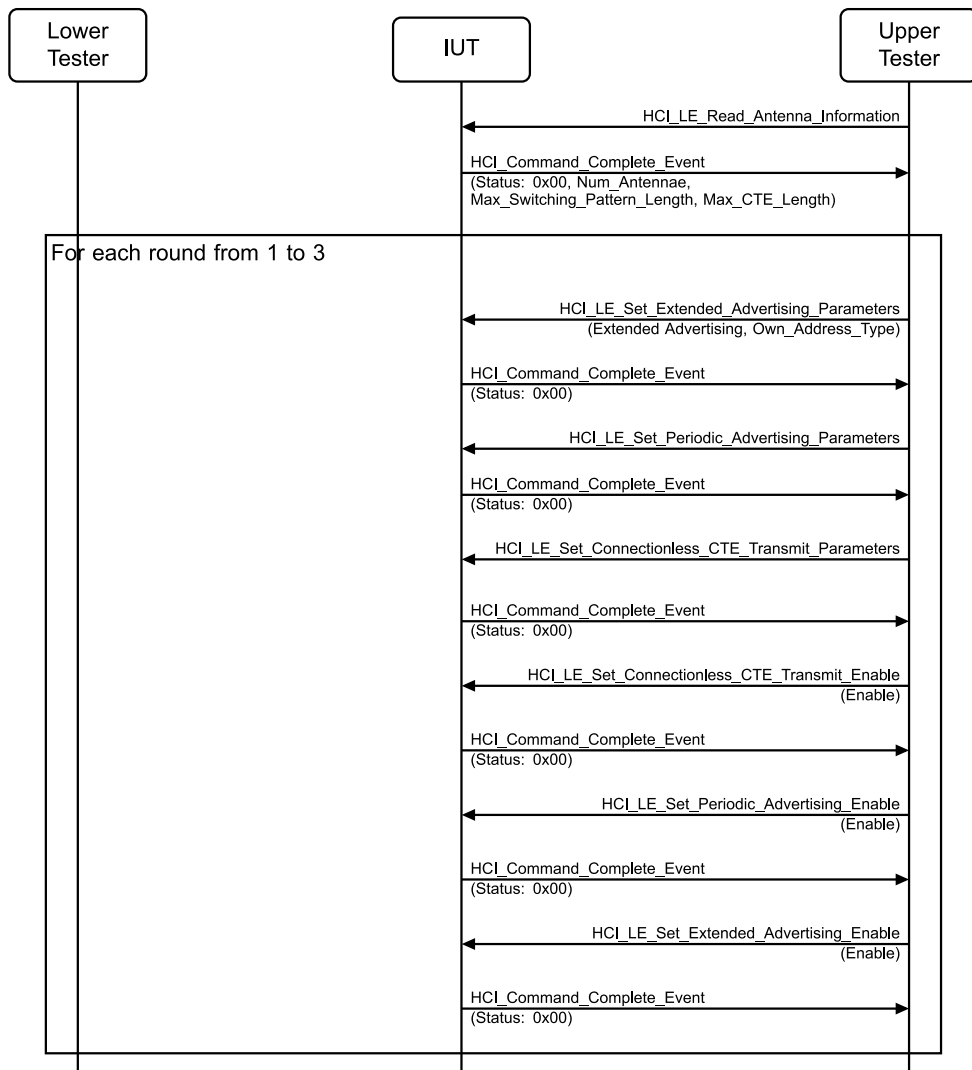 Lower
Tester
IUT
Upper
Tester
HCI_LE_Read_Antenna_Information
HCI_Command_Complete_Event
(Status: 0x00, Num_Antennae,
Max_Switching_Pattern_Length, Max_CTE_Length)
For each round from 1 to 3
HCI_LE_Set_Extended_Advertising_Parameters
(Extended Advertising, Own_Address_Type)
HCI_Command_Complete_Event
(Status: 0x00)
HCI_LE_Set_Periodic_Advertising_Parameters
HCI_Command_Complete_Event
(Status: 0x00)
HCI_LE_Set_Connectionless_CTE_Transmit_Parameters
HCI_Command_Complete_Event
(Status: 0x00)
HCI_LE_Set_Connectionless_CTE_Transmit_Enable
(Enable)
HCI_Command_Complete_Event
(Status: 0x00)
HCI_LE_Set_Periodic_Advertising_Enable
(Enable)
HCI_Command_Complete_Event
(Status: 0x00)
HCI_LE_Set_Extended_Advertising_Enable
(Enable)
HCI_Command_Complete_Event
(Status: 0x00)